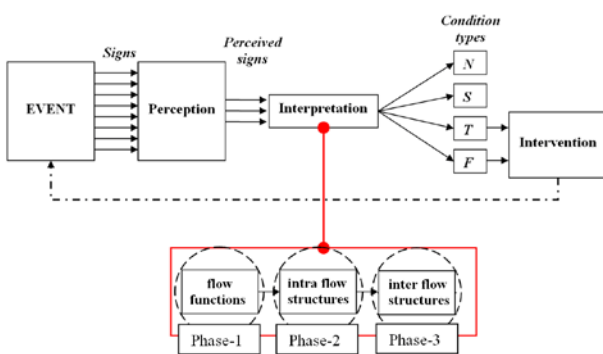 Condition
types
Perceived
signs
Signs
N
S
T
F
EVENT
Perception
Interpretation
Intervention
flow
functions
intra flow
structures
inter flow
structures
Phase-1
Phase-2
Phase-3